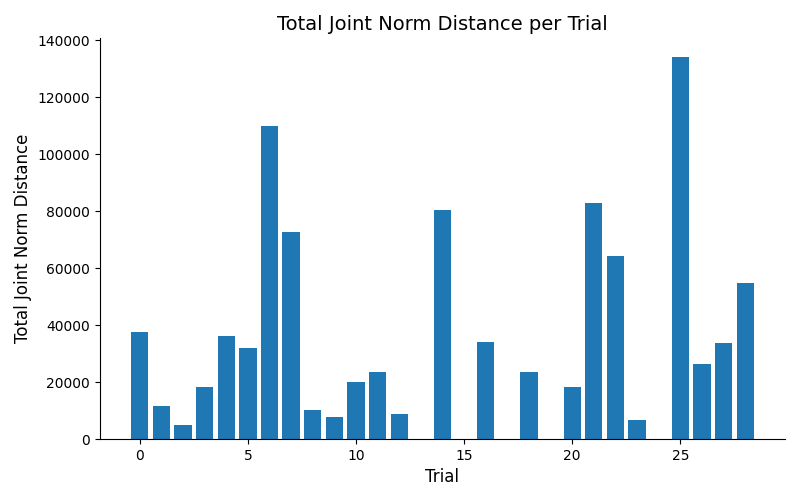 Total Joint Norm Distance per Trial
Total Joint Norm Distance
140000
120000
100000
80000
60000
40000
20000
0
0 5 10 15 20 25
Trial